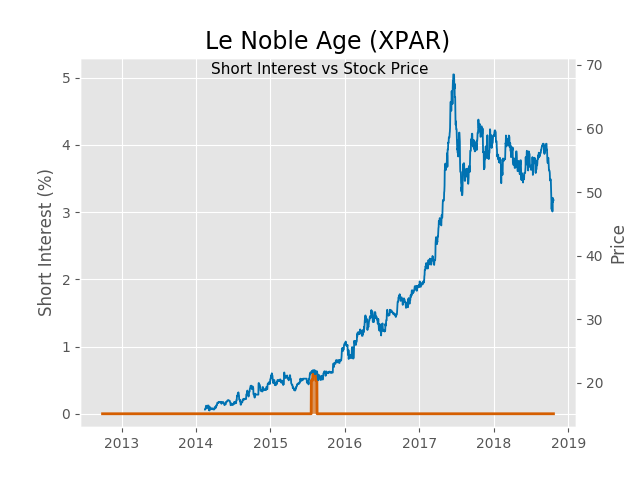 Le Noble Age (XPAR)
Short Interest vs Stock Price
Short Interest (%)
5
4
3
2
1
0
70
60
50
40
30
20
Price
2013 2014 2015 2016 2017 2018 2019